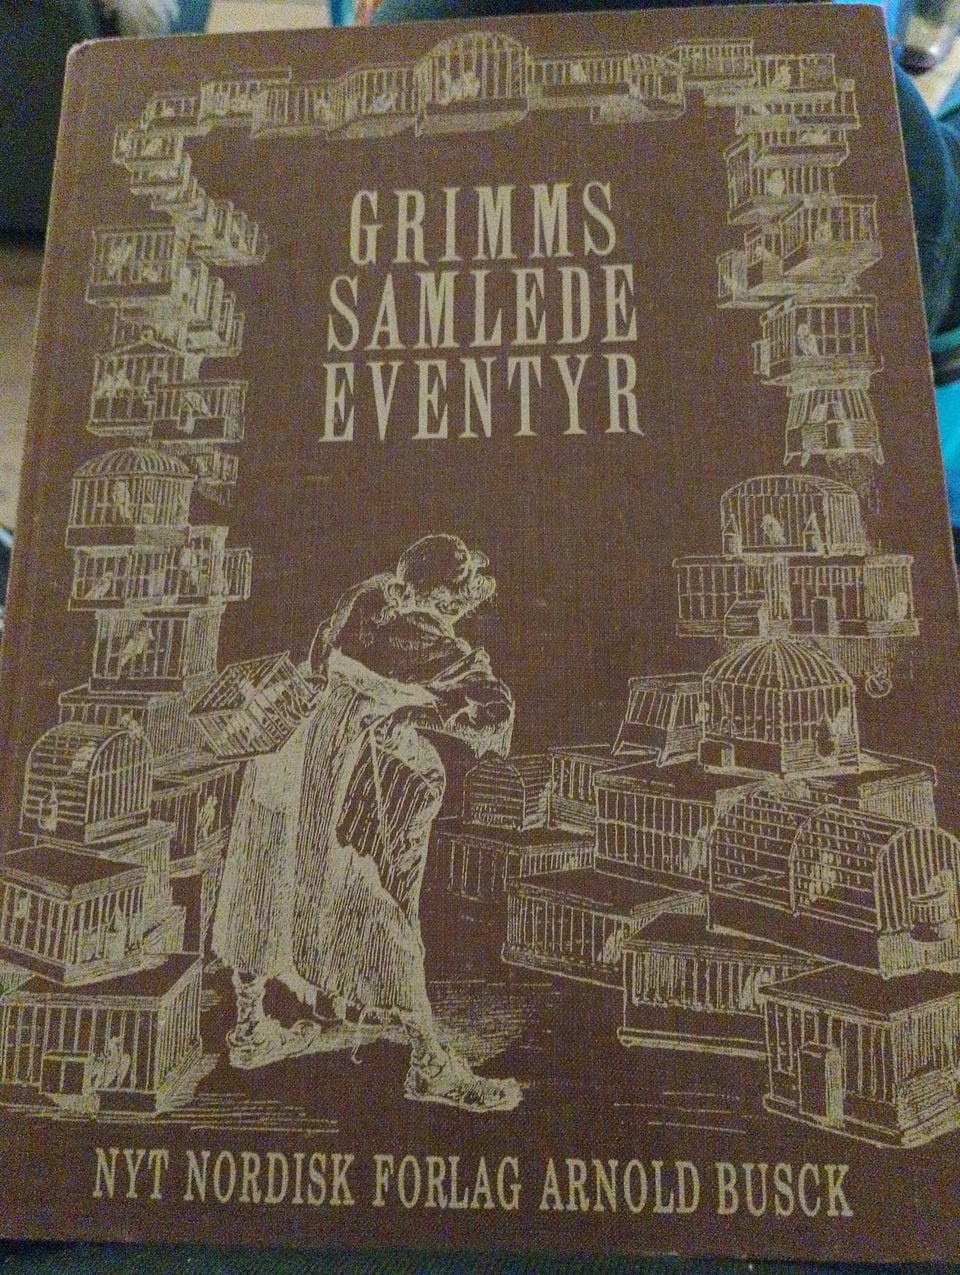 GRIMMS
SAMLEDE
EVENTYR
NYT NORDISK FORLAG ARNOLD BUSCK